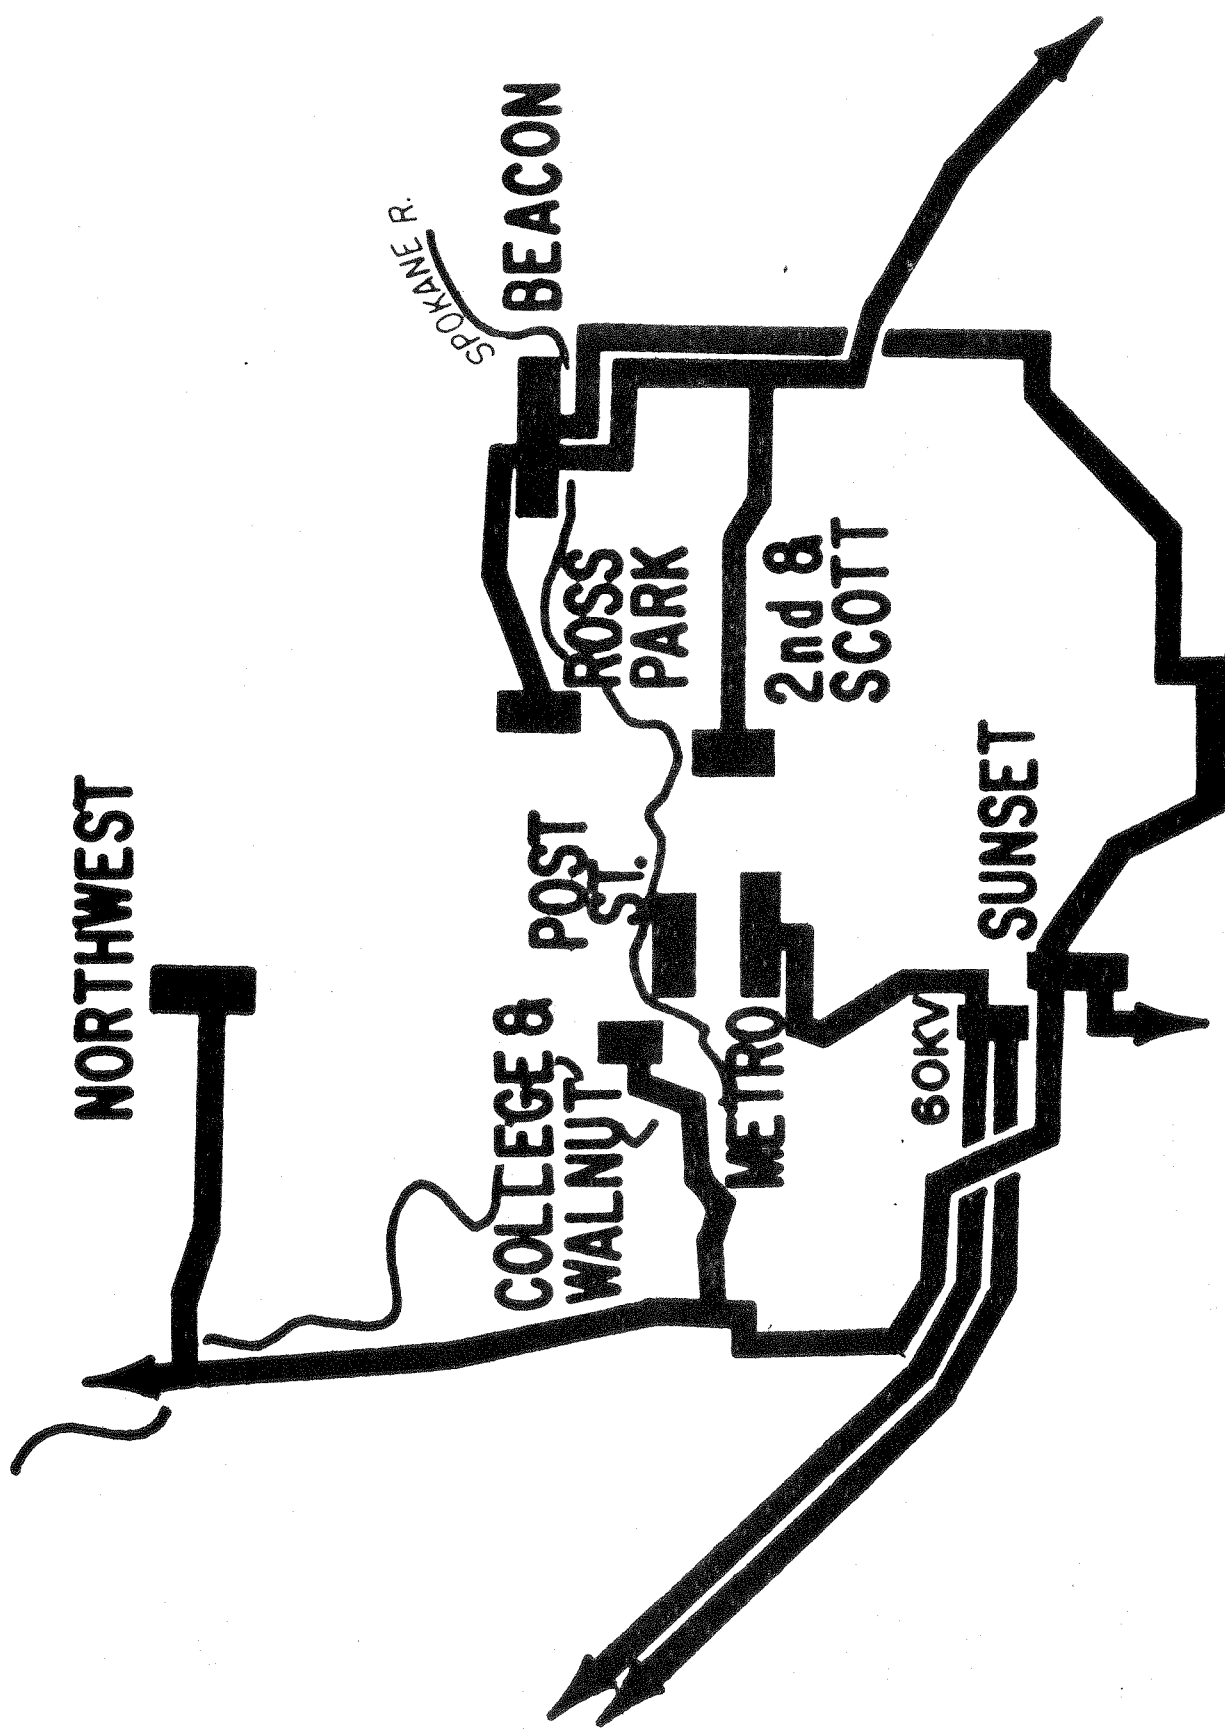 NORTHWEST
COLLEGE &
WALNUT
POST
ST.
ROSS
PARK
BEACON
SPOKANE R.
METRO
2nd &
SCOTT
60KV
SUNSET